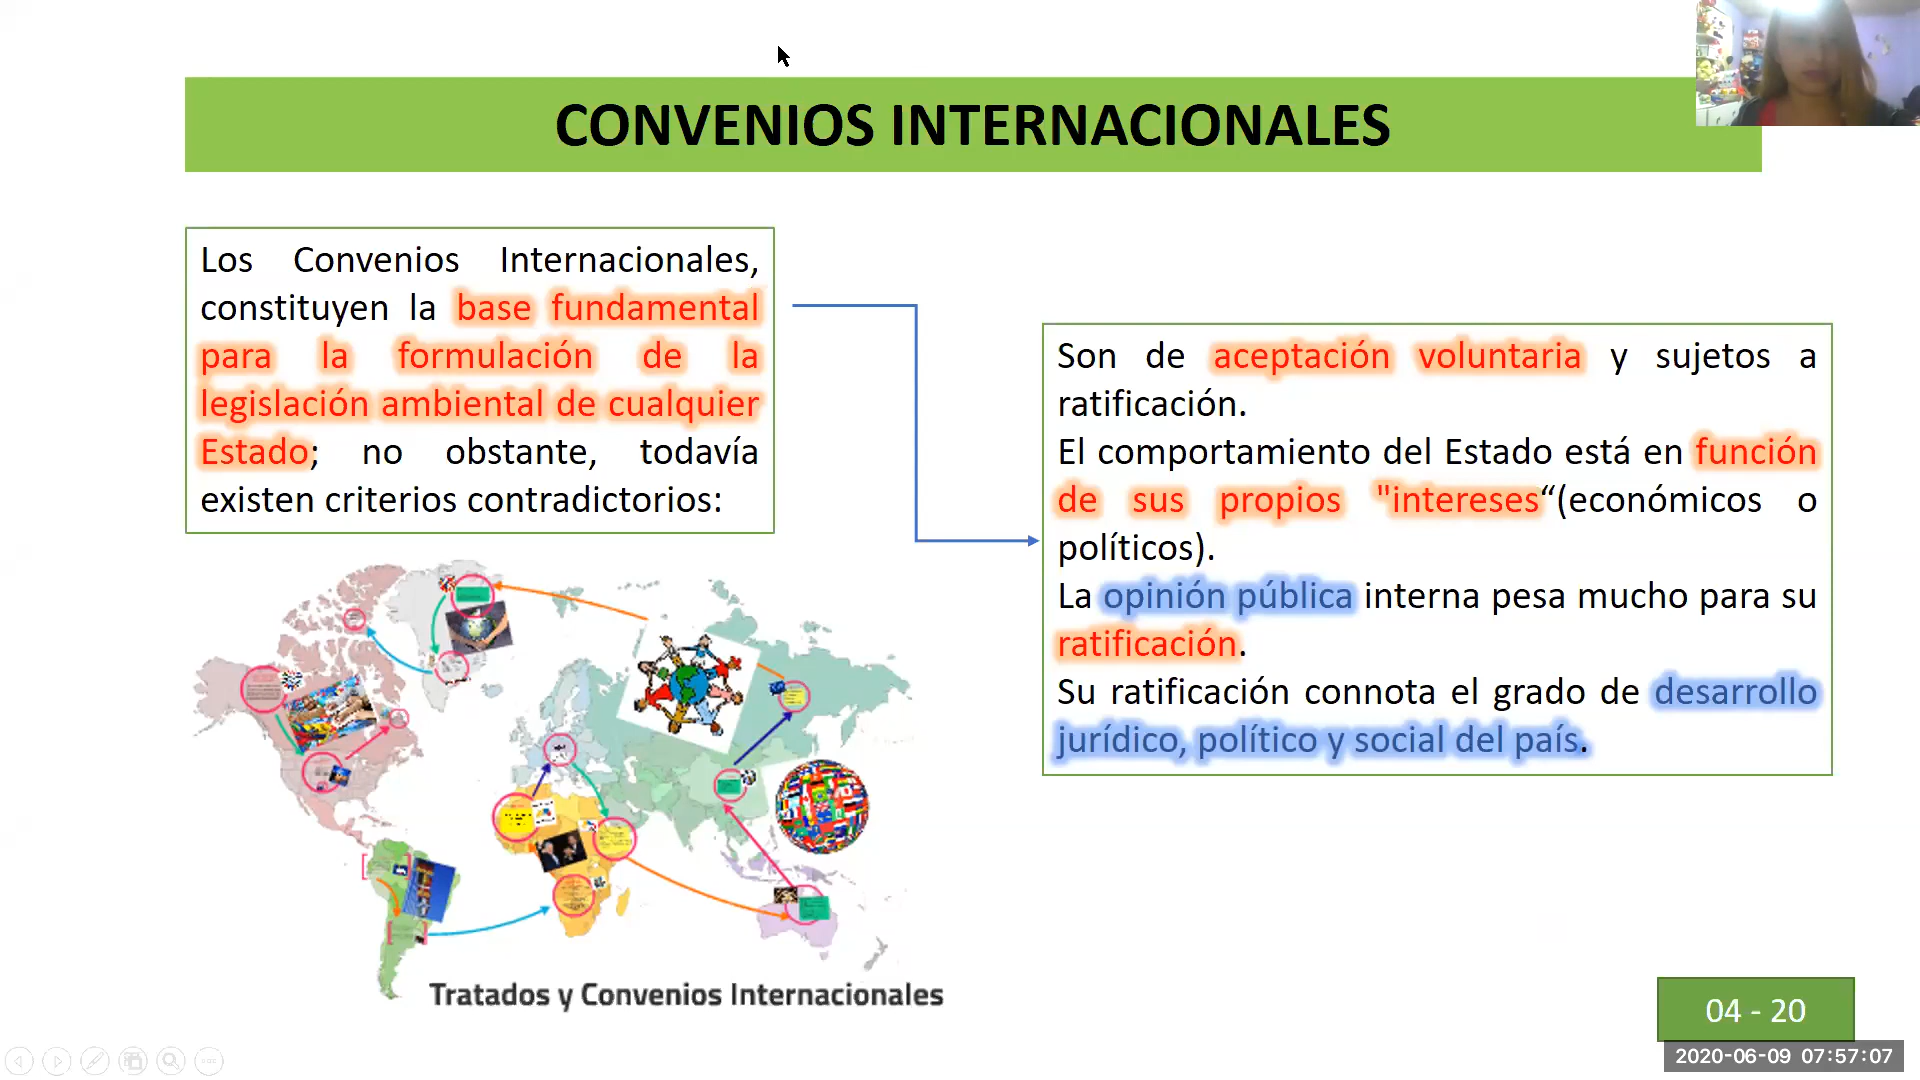 CONVENIOS INTERNACIONALES
Los Convenios Internacionales,
constituyen la base fundamental
para la formulación de la
legislación ambiental de cualquier
Estado; no obstante, todavía
existen criterios contradictorios:
Son de aceptación voluntaria y sujetos a
ratificación.
El comportamiento del Estado está en función
de sus propios "intereses“(económicos o
políticos).
La opinión pública interna pesa mucho para su
ratificación.
Su ratificación connota el grado de desarrollo
jurídico, político y social del país.
Tratados y Convenios Internacionales
04 - 20
2020-06-09 07:57:07